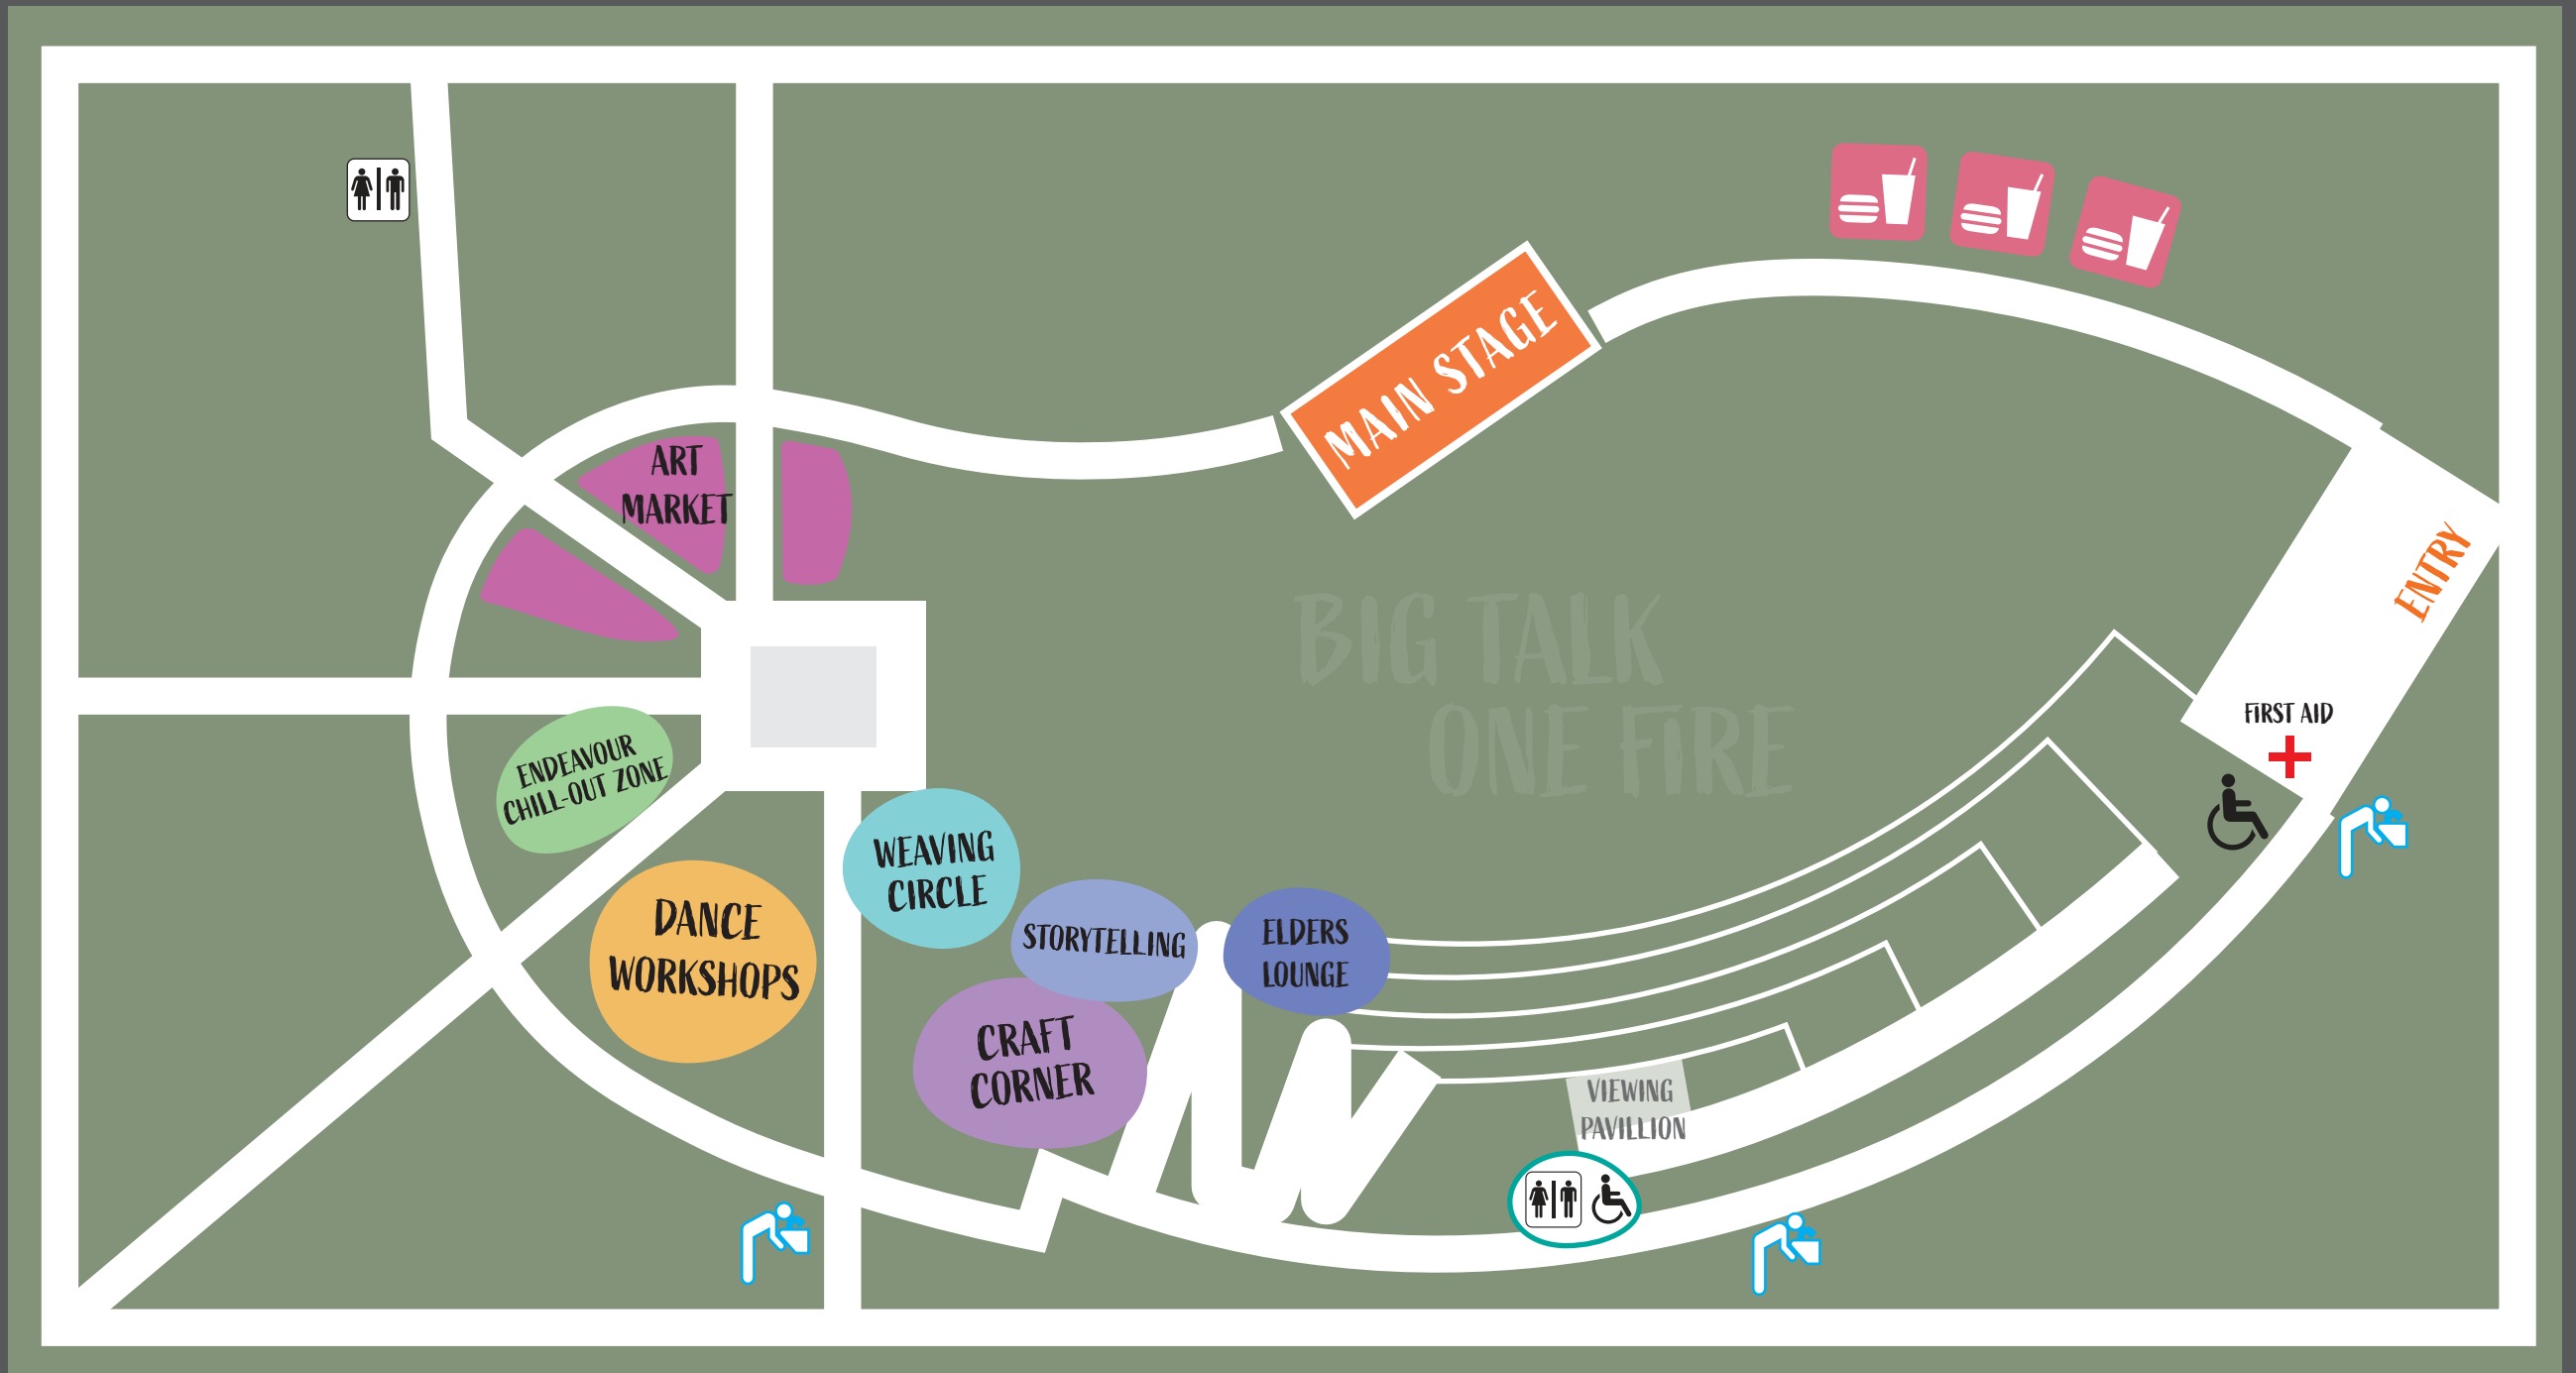 MAIN STAGE
ART
MARKET
ENTRY
BIG TALK
ONE FIRE
FIRST AID
ENDEAVOUR
CHILL-OUT ZONE
WEAVING
CIRCLE
DANCE
WORKSHOPS
STORYTELLING
ELDERS
LOUNGE
CRAFT
CORNER
VIEWING
PAVILLION